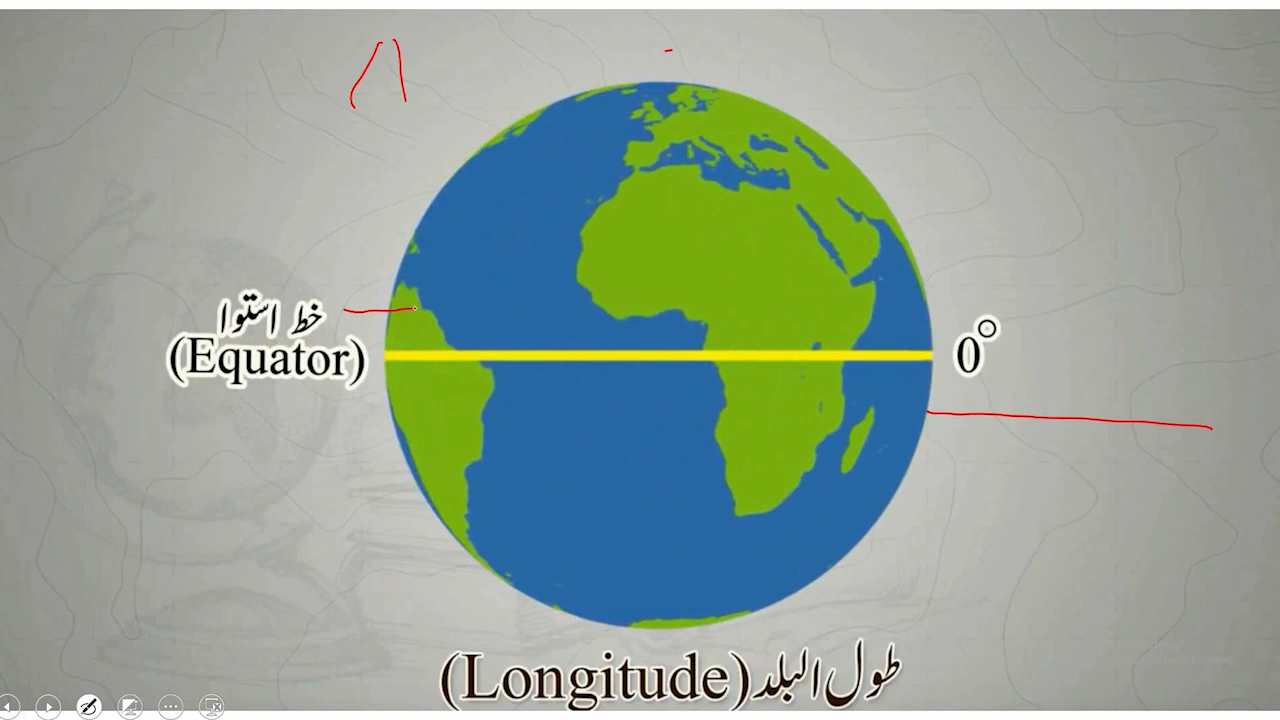 خط استوا
(Equator)
0°
طول البلد(Longitude)